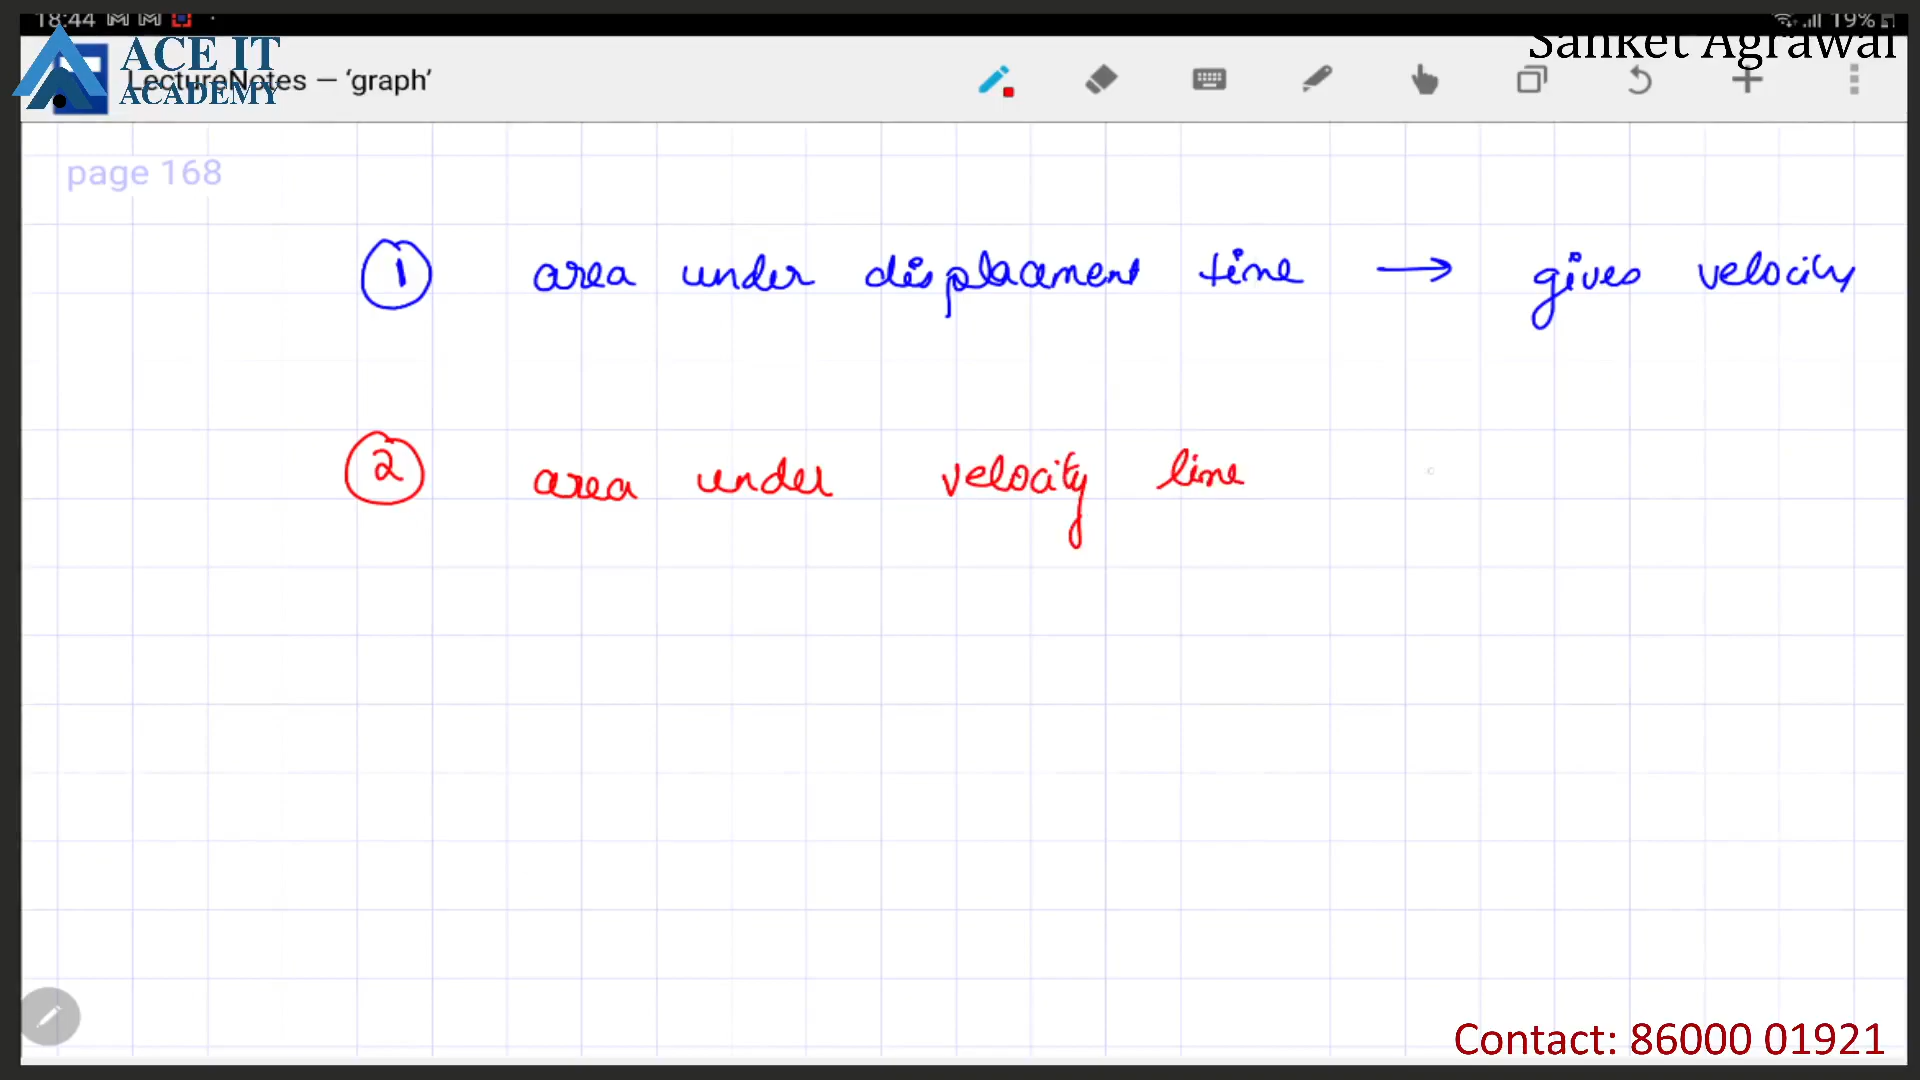 18:44
19%
ACE IT
ACADEMY
LectureNotes — ‘graph’
Sanket Agrawal
page 168
① area under displacement time → gives velocity
② area under velocity line
Contact: 86000 01921